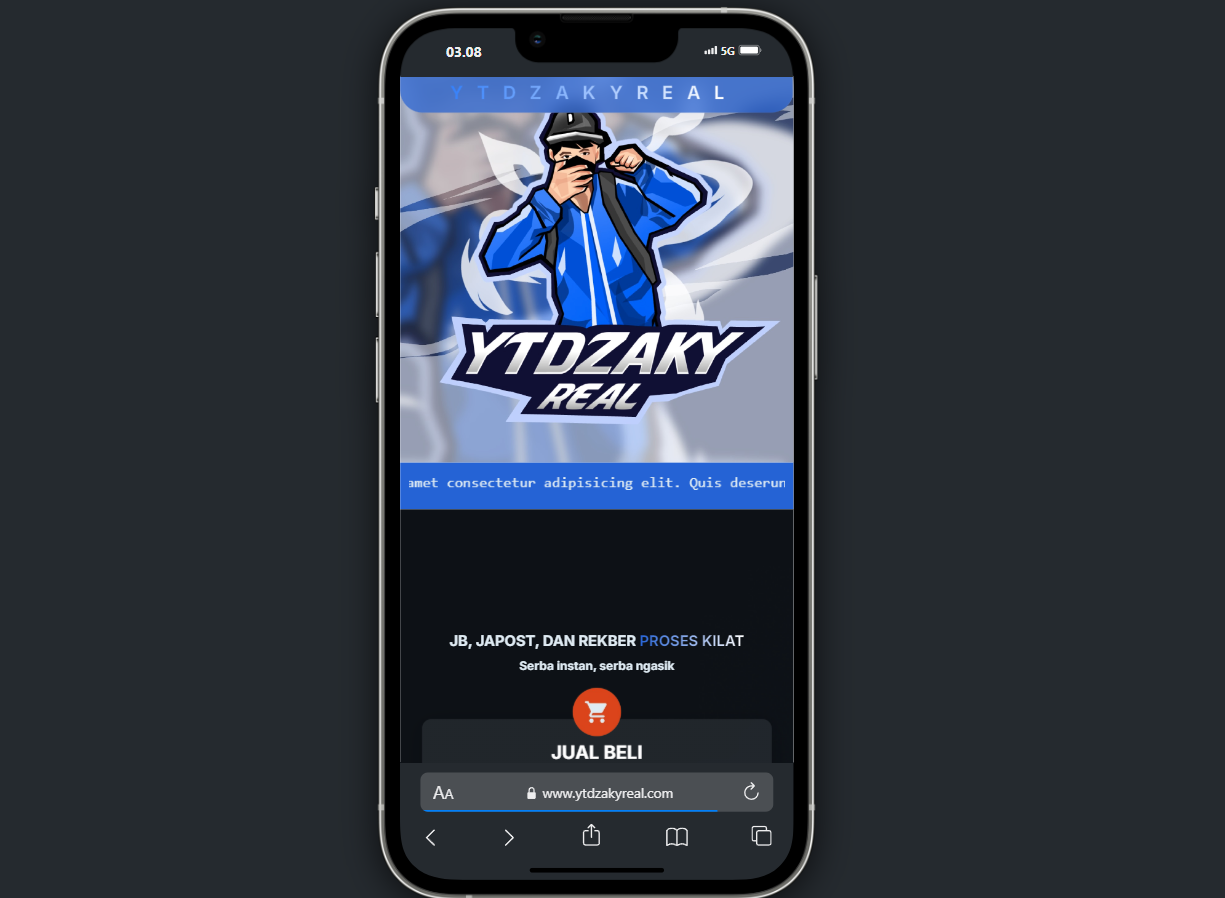 03.08 5G
YTDZAKYREAL
YTDZAKY
REAL
amet consectetur adipisicing elit. Quis deserun
JB, JAPOST, DAN REKBER PROSES KILAT
Serba instan, serba ngasik
JUAL BELI
AA www.ytdzakyreal.com